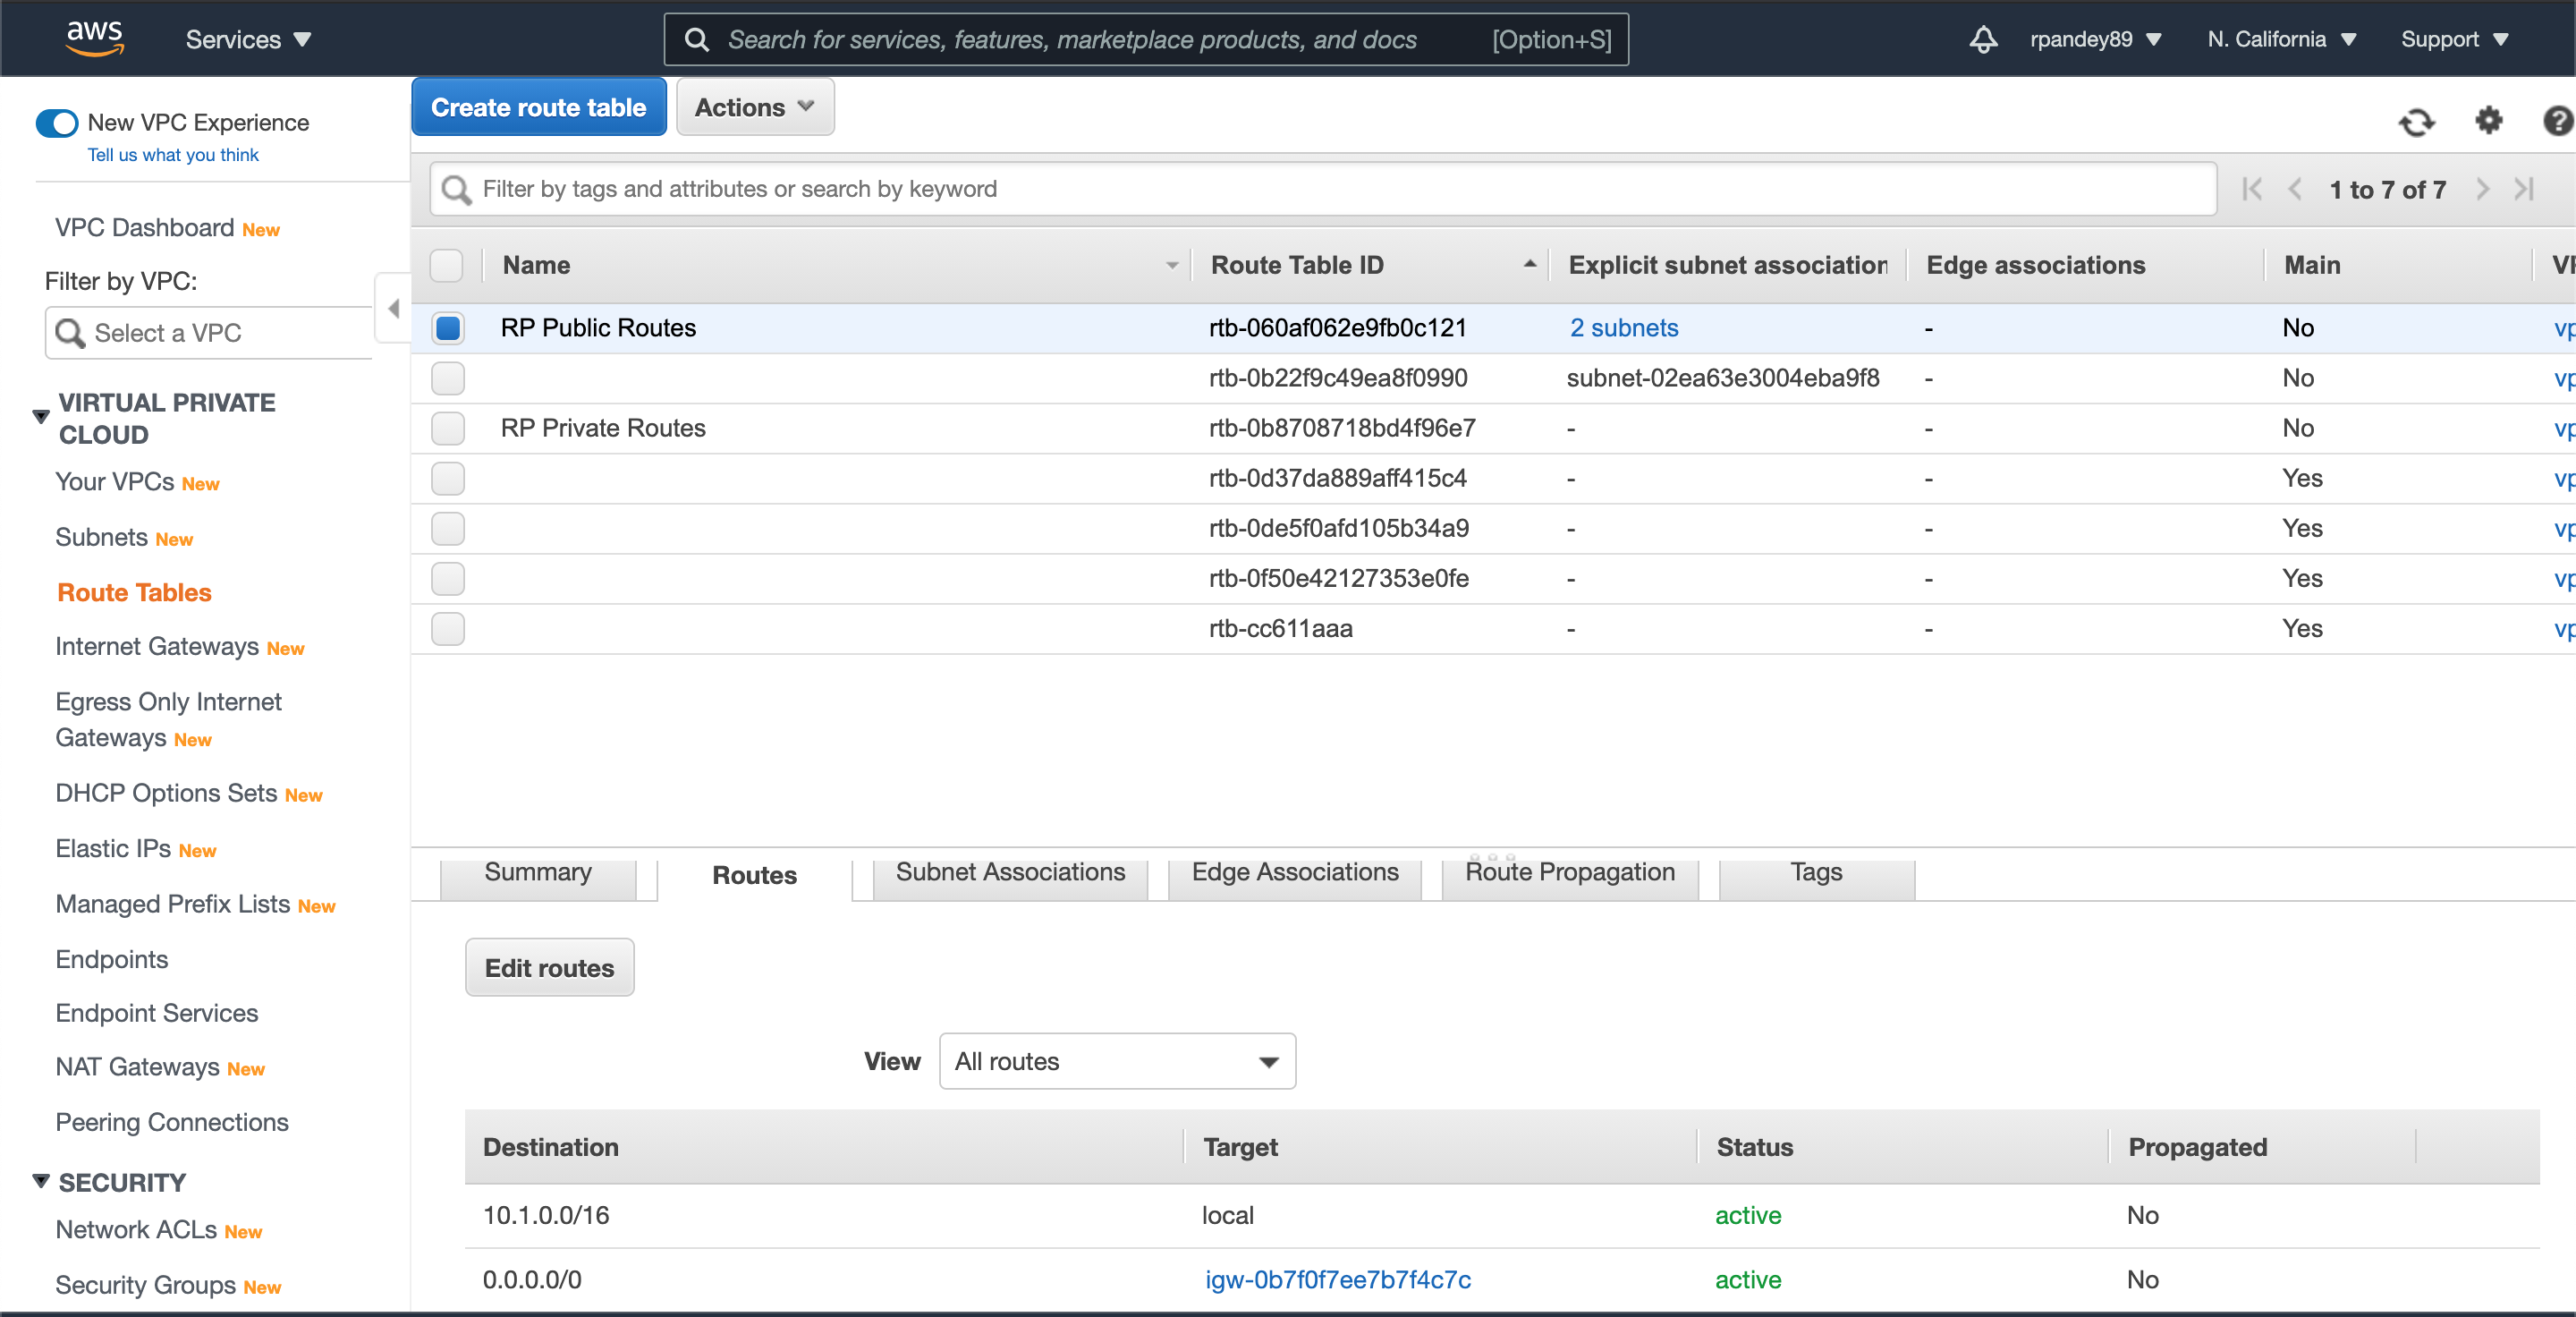 aws Services Search for services, features, marketplace products, and docs [Option+S] rpandey89 N. California Support
New VPC Experience
Tell us what you think
VPC Dashboard New
Filter by VPC:
Select a VPC
VIRTUAL PRIVATE
CLOUD
Your VPCs New
Subnets New
Route Tables
Internet Gateways New
Egress Only Internet
Gateways New
DHCP Options Sets New
Elastic IPs New
Managed Prefix Lists New
Endpoints
Endpoint Services
NAT Gateways New
Peering Connections
SECURITY
Network ACLs New
Security Groups New
Create route table Actions
Filter by tags and attributes or search by keyword 1 to 7 of 7
Name Route Table ID Explicit subnet association Edge associations Main
RP Public Routes rtb-060af062e9fb0c121 2 subnets - No vp
rtb-0b22f9c49ea8f0990 subnet-02ea63e3004eba9f8 - No vp
RP Private Routes rtb-0b8708718bd4f96e7 - - No vp
rtb-0d37da889aff415c4 - - Yes vp
rtb-0de5f0afd105b34a9 - - Yes vp
rtb-0f50e42127353e0fe - - Yes vp
rtb-cc611aaa - - Yes vp
Summary Routes Subnet Associations Edge Associations Route Propagation Tags
Edit routes
View All routes
Destination Target Status Propagated
10.1.0.0/16 local active No
0.0.0.0/0 igw-0b7f0f7ee7b7f4c7c active No